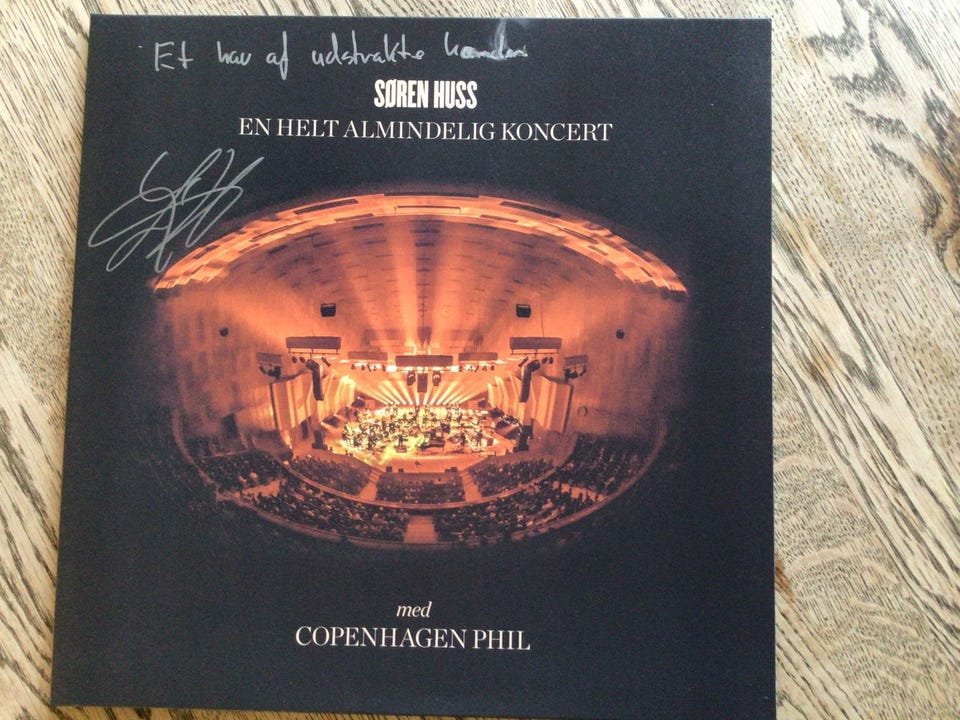 Et hav af udstrakte hænder
SØREN HUSS
EN HELT ALMINDELIG KONCERT
med
COPENHAGEN PHIL